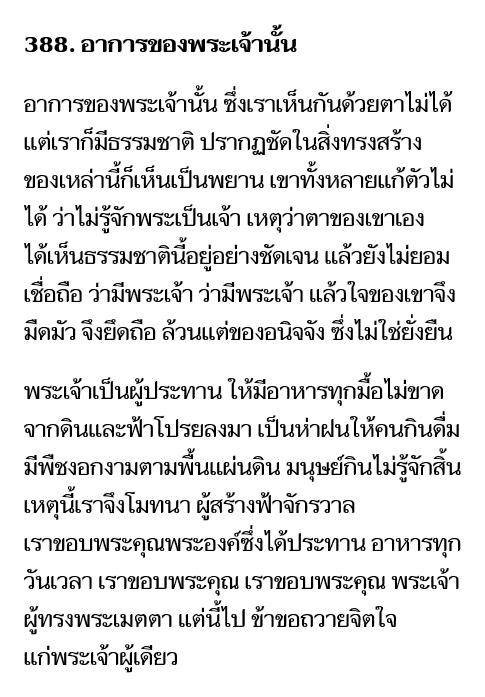 388. อาการของพระเจ้านั้น
อาการของพระเจ้านั้น ซึ่งเราเห็นกันด้วยตาไม่ได้
แต่เราก็มีธรรมชาติ ปรากฏชัดในสิ่งทรงสร้าง
ของเหล่านี้ก็เห็นเป็นพยาน เขาทั้งหลายแก้ตัวไม่
ได้ ว่าไม่รู้จักพระเป็นเจ้า เหตุว่าตาของเขาเอง
ได้เห็นธรรมชาตินี้อยู่อย่างชัดเจน แล้วยังไม่ยอม
เชื่อถือ ว่ามีพระเจ้า ว่ามีพระเจ้า แล้วใจของเขาจึง
มืดมัว จึงยึดถือ ล้วนแต่ของอนิจจัง ซึ่งไม่ใช่ยั่งยืน
พระเจ้าเป็นผู้ประทาน ให้มีอาหารทุกมื้อไม่ขาด
จากดินและฟ้าโปรยลงมา เป็นห่าฝนให้คนกินดื่ม
มีพืชงอกงามตามพื้นแผ่นดิน มนุษย์กินไม่รู้จักสิ้น
เหตุนี้เราจึงโมทนา ผู้สร้างฟ้าจักรวาล
เราขอบพระคุณพระองค์ซึ่งได้ประทาน อาหารทุก
วันเวลา เราขอบพระคุณ เราขอบพระคุณ พระเจ้า
ผู้ทรงพระเมตตา แต่นี้ไป ข้าขอถวายจิตใจ
แก่พระเจ้าผู้เดียว